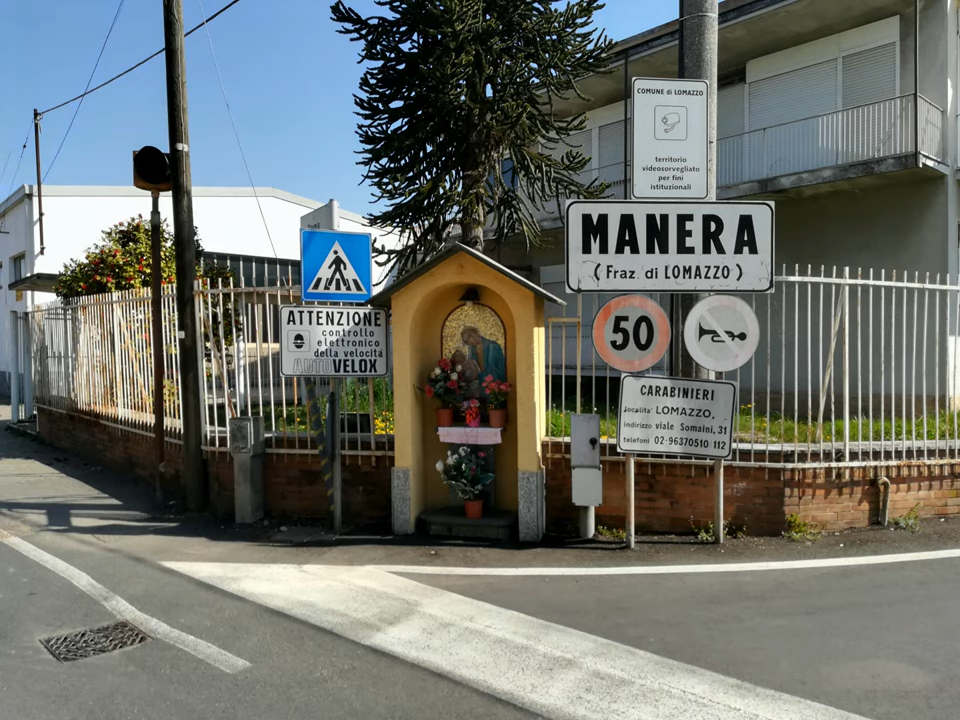 COMUNE di LOMAZZO
territorio
videosorvegliato
per fini
istituzionali
MANERA
(Fraz. di LOMAZZO)
ATTENZIONE
controllo
elettronico
della velocità
AUTOVELOX
50
CARABINIERI
località LOMAZZO,
indirizzo viale Somaini, 31
telefoni 02-96370510/112